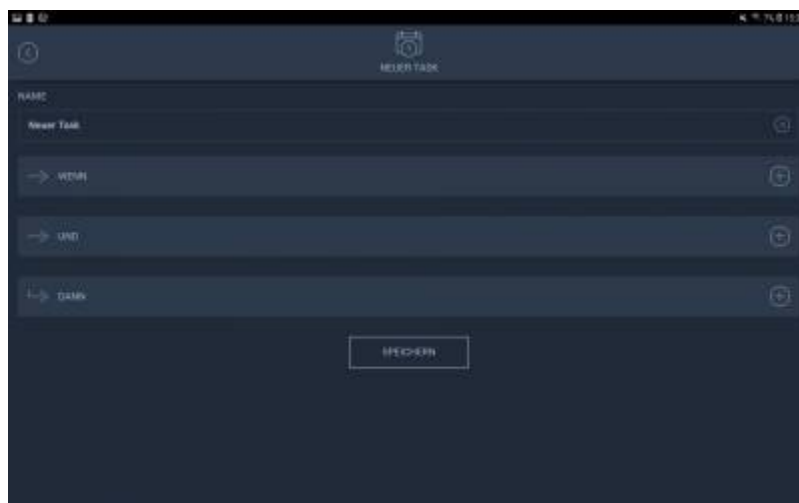 NEUER TASK
NAME
Neuer Task
WENN
UND
DANN
SPEICHERN